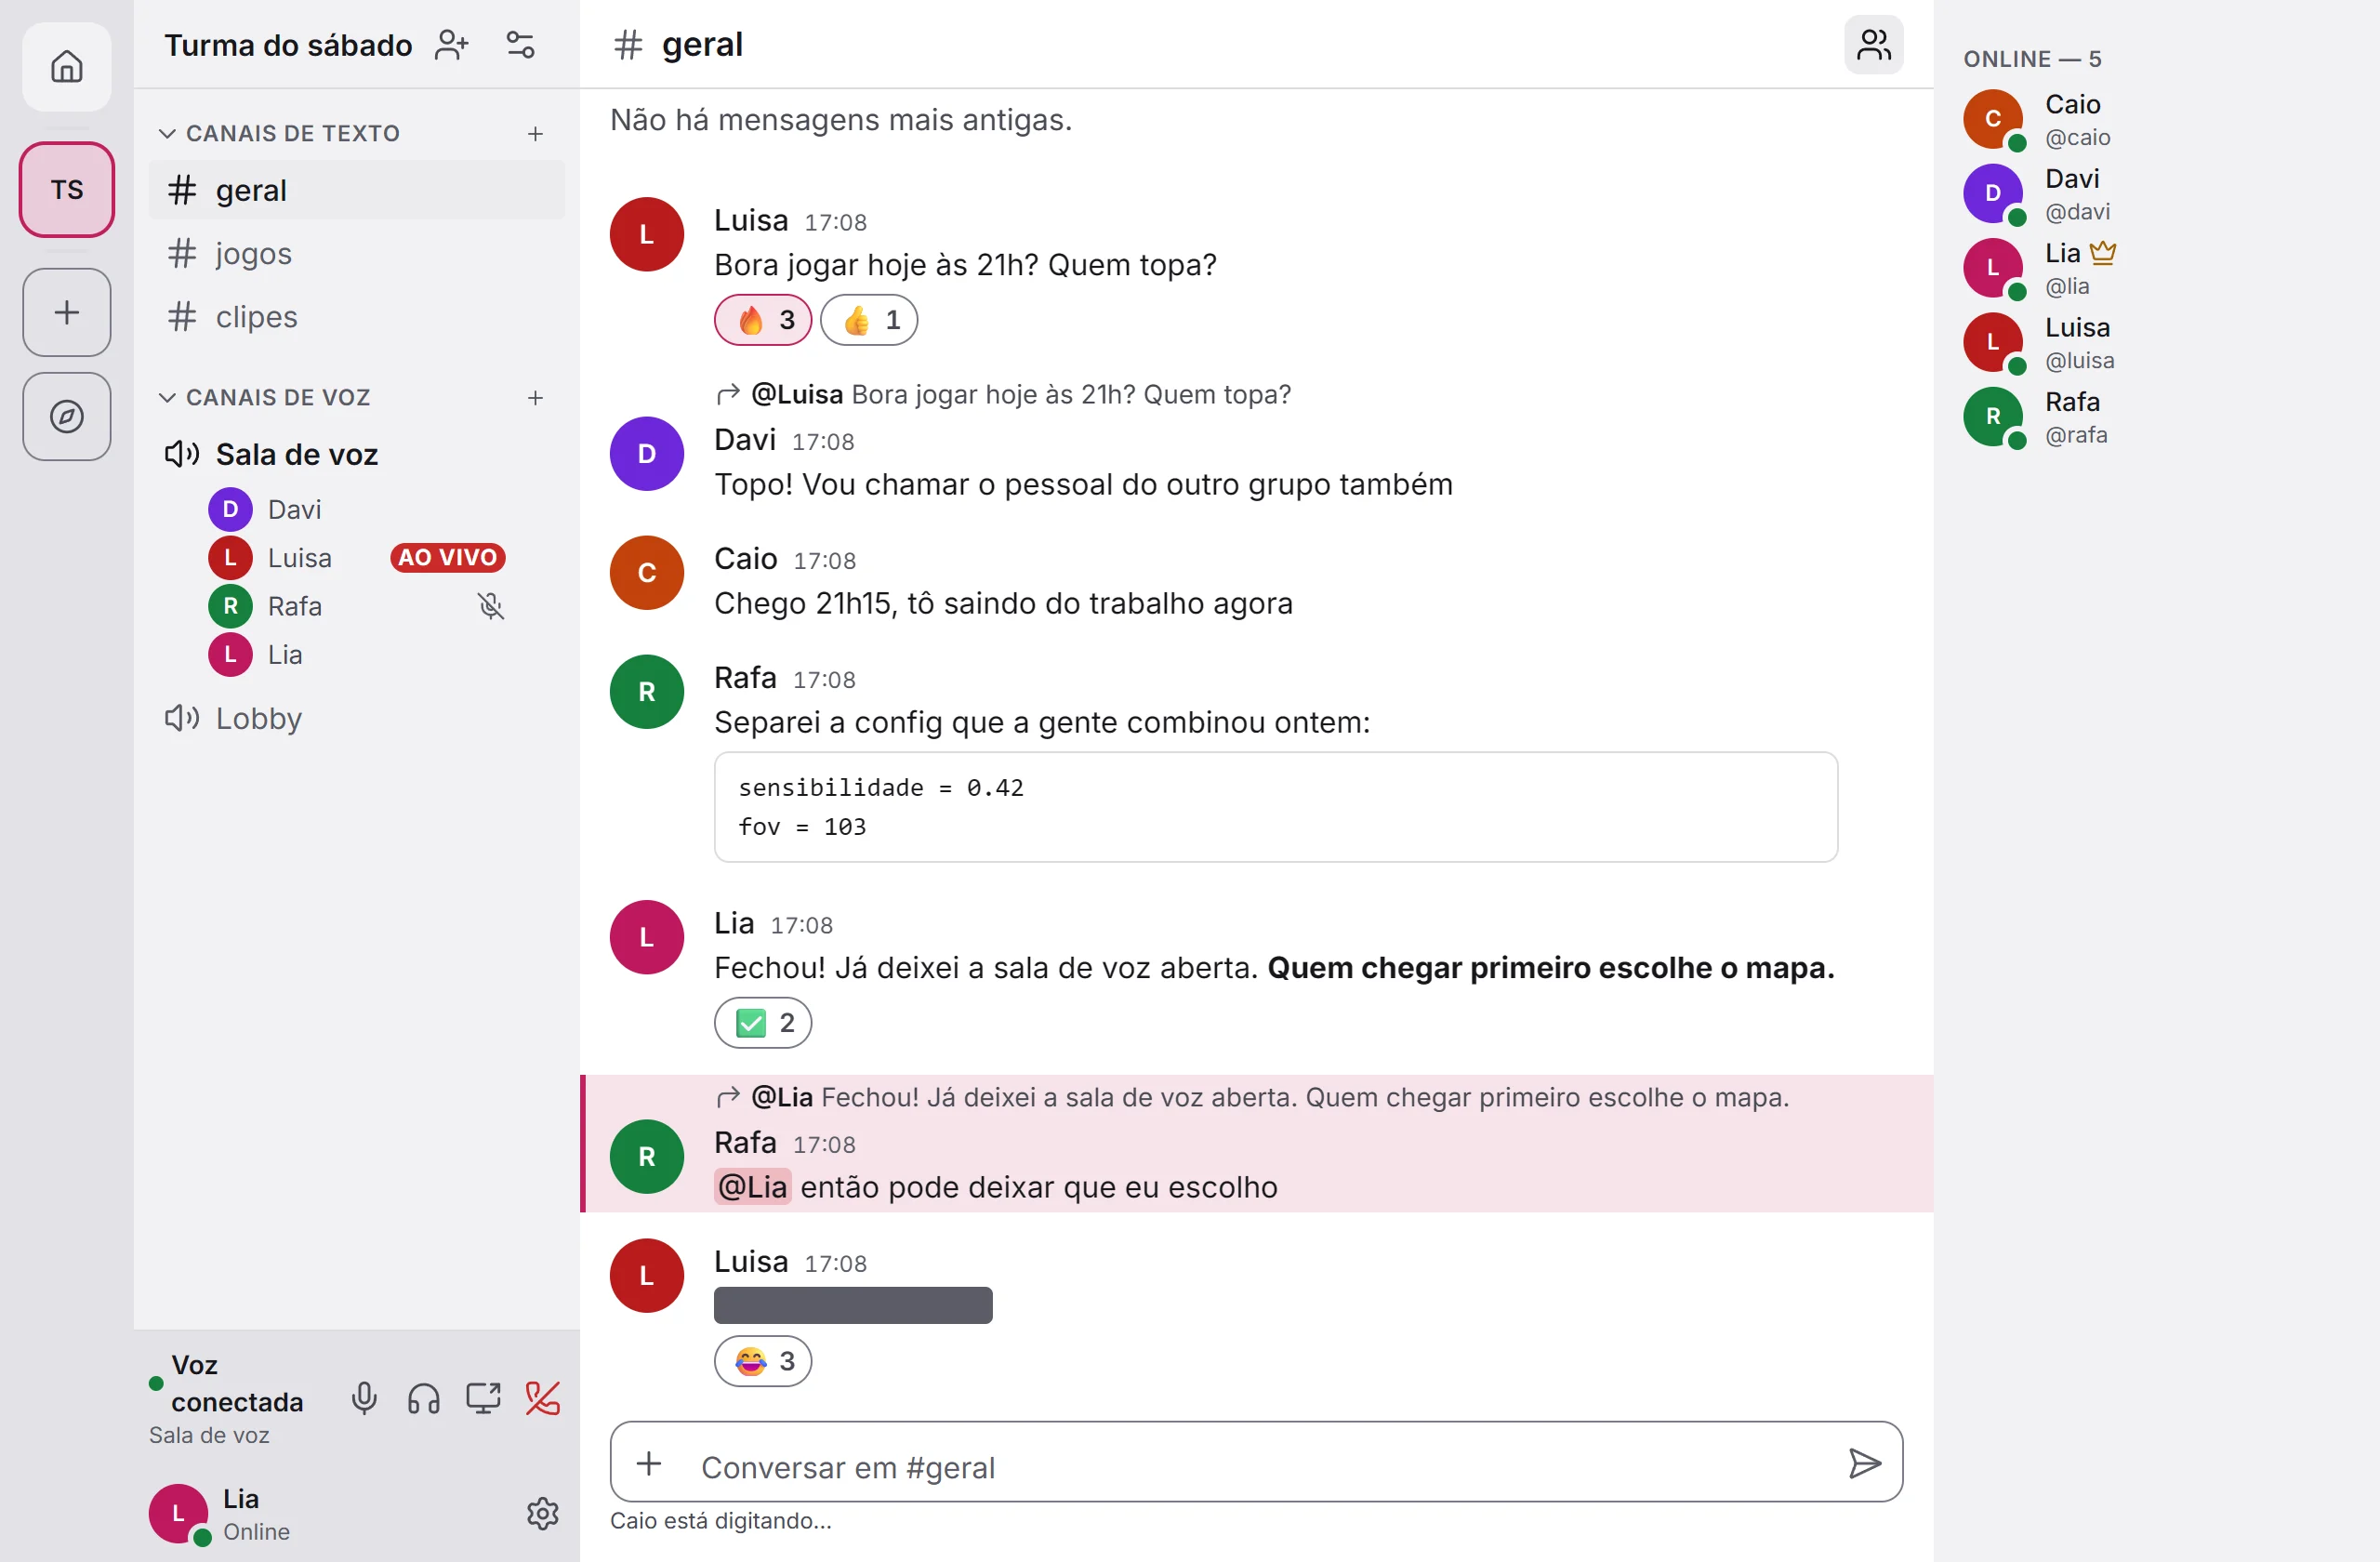 TS
Turma do sábado
CANAIS DE TEXTO
geral
jogos
clipes
CANAIS DE VOZ
Sala de voz
D Davi
L Luisa AO VIVO
R Rafa
L Lia
Lobby
Voz
conectada
Sala de voz
L Lia
Online
# geral
Não há mensagens mais antigas.
L Luisa 17:08
Bora jogar hoje às 21h? Quem topa?
🔥 3 👍 1
@Luisa Bora jogar hoje às 21h? Quem topa?
D Davi 17:08
Topo! Vou chamar o pessoal do outro grupo também
C Caio 17:08
Chego 21h15, tô saindo do trabalho agora
R Rafa 17:08
Separei a config que a gente combinou ontem:
sensibilidade = 0.42
fov = 103
L Lia 17:08
Fechou! Já deixei a sala de voz aberta. Quem chegar primeiro escolhe o mapa.
✅ 2
@Lia Fechou! Já deixei a sala de voz aberta. Quem chegar primeiro escolhe o mapa.
R Rafa 17:08
@Lia então pode deixar que eu escolho
L Luisa 17:08
😂 3
Conversar em #geral
Caio está digitando...
ONLINE — 5
C Caio
@caio
D Davi
@davi
L Lia
@lia
L Luisa
@luisa
R Rafa
@rafa